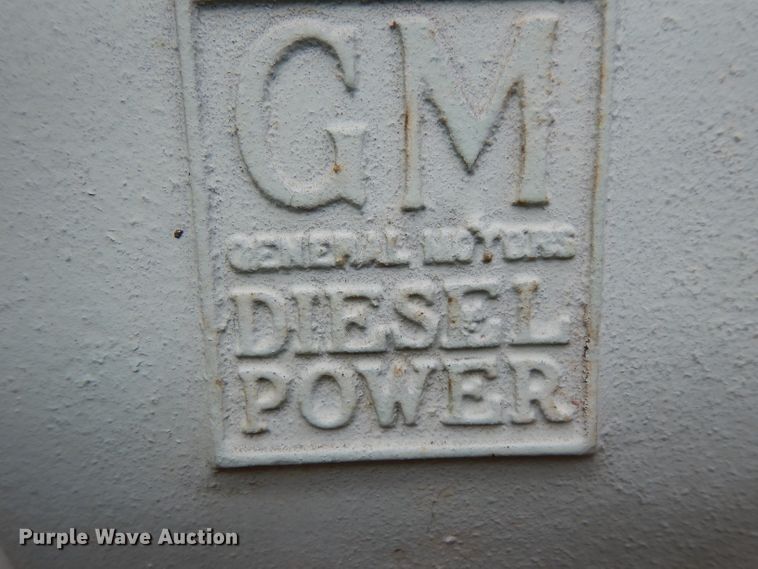 GM
GENERAL MOTORS
DIESEL
POWER
Purple Wave Auction